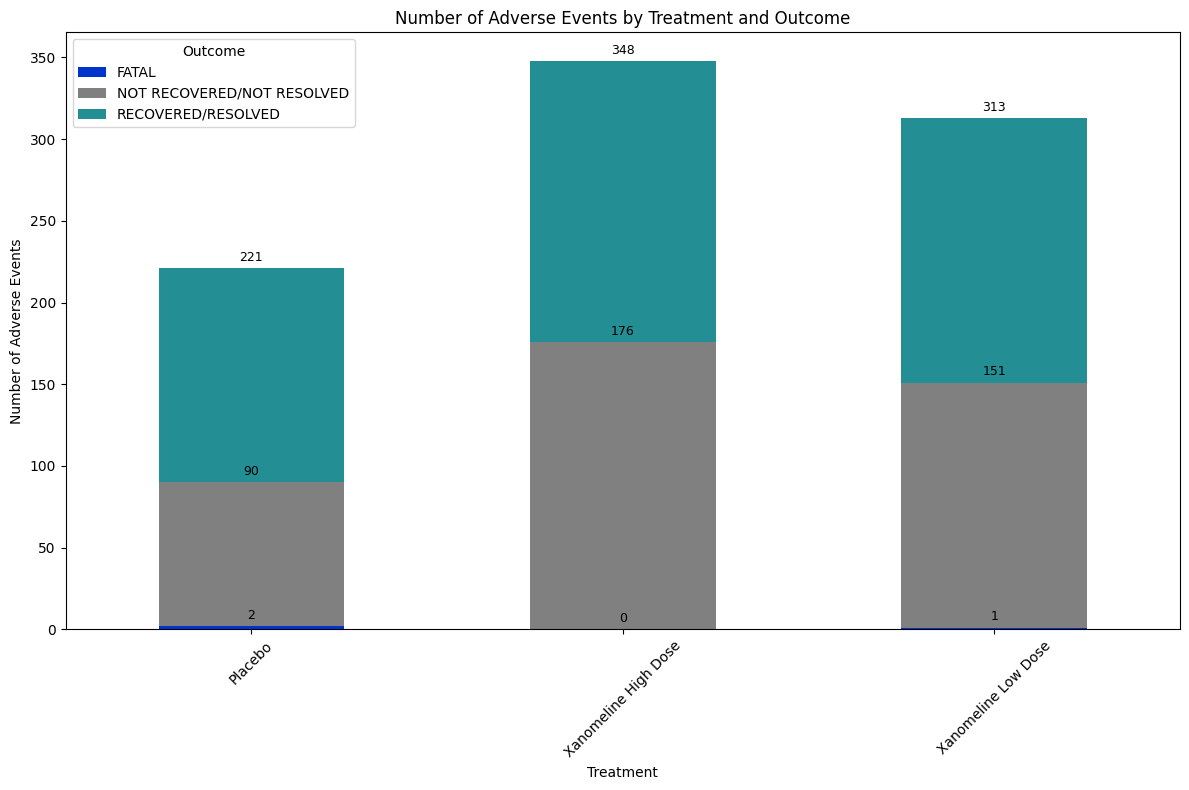 Number of Adverse Events by Treatment and Outcome
Outcome
FATAL
NOT RECOVERED/NOT RESOLVED
RECOVERED/RESOLVED
Number of Adverse Events
350
300
250
200
150
100
50
0
221
90
2
348
176
0
313
151
1
Placebo
Xanomeline High Dose
Xanomeline Low Dose
Treatment